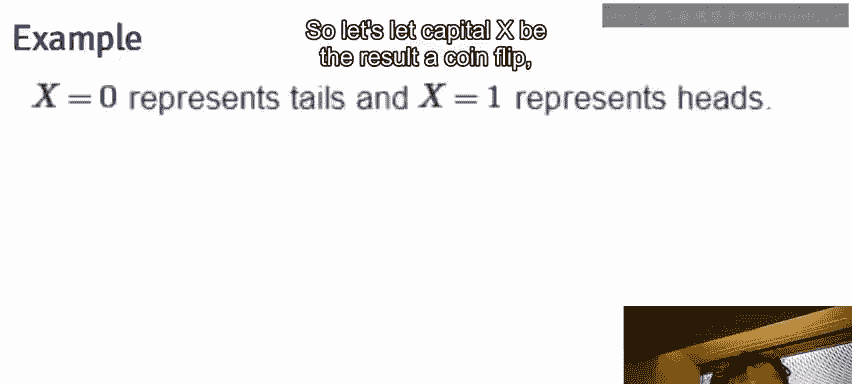 Example
So let's let capital X be
the result a coin flip,
X = 0 represents tails and X = 1 represents heads.